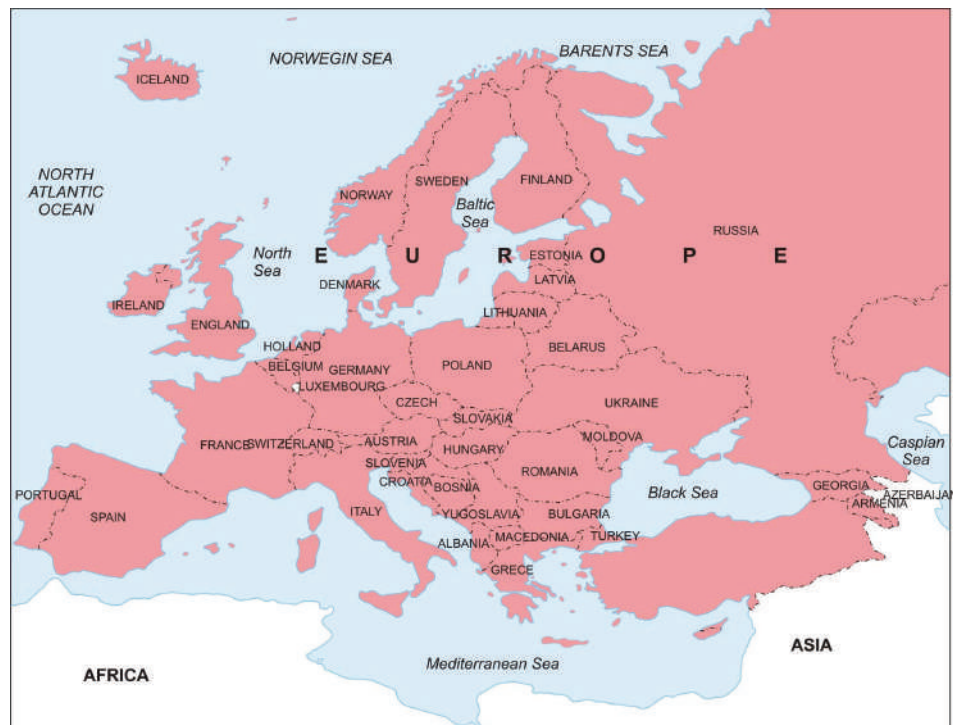 NORWEGIN SEA
BARENTS SEA
ICELAND
NORTH
ATLANTIC
OCEAN
NORWAY
SWEDEN
FINLAND
Baltic
Sea
RUSSIA
North
Sea
E U R O P E
ESTONIA
LATVIA
DENMARK
LITHUANIA
IRELAND
ENGLAND
HOLLAND
BELARUS
BELGIUM
GERMANY
POLAND
LUXEMBOURG
CZECH
UKRAINE
SLOVAKIA
FRANCE
SWITZERLAND
AUSTRIA
HUNGARY
MOLDOVA
Caspian
Sea
SLOVENIA
ROMANIA
CROATIA
BOSNIA
Black Sea
GEORGIA
AZERBAIJAN
ARMENIA
PORTUGAL
SPAIN
ITALY
YUGOSLAVIA
BULGARIA
ALBANIA
MACEDONIA
TURKEY
GRECE
ASIA
Mediterranean Sea
AFRICA